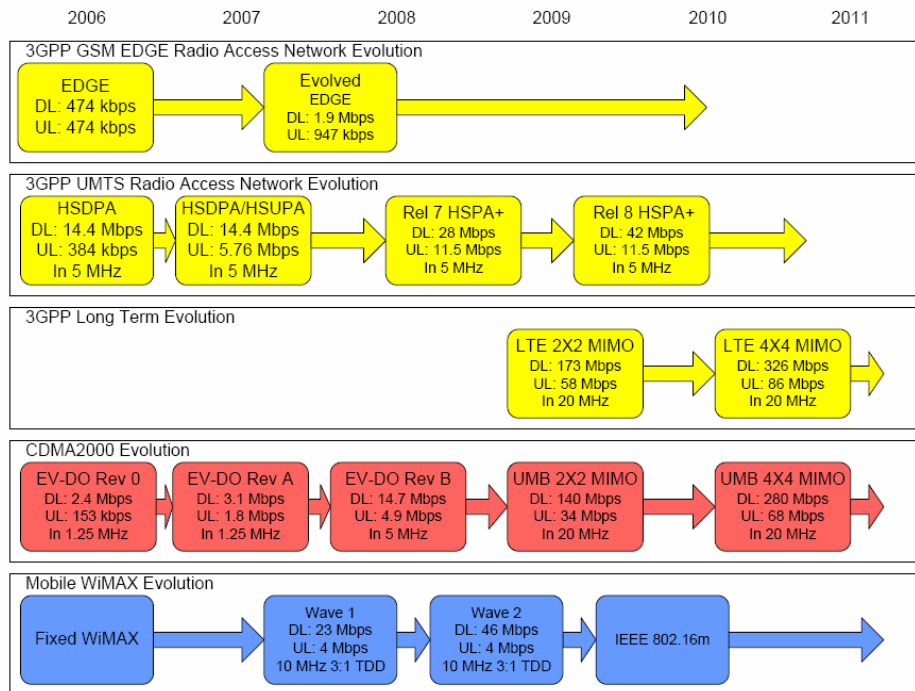 2006 2007 2008 2009 2010 2011
3GPP GSM EDGE Radio Access Network Evolution
EDGE
DL: 474 kbps
UL: 474 kbps
Evolved
EDGE
DL: 1.9 Mbps
UL: 947 kbps
3GPP UMTS Radio Access Network Evolution
HSDPA
DL: 14.4 Mbps
UL: 384 kbps
In 5 MHz
HSDPA/HSUPA
DL: 14.4 Mbps
UL: 5.76 Mbps
In 5 MHz
Rel 7 HSPA+
DL: 28 Mbps
UL: 11.5 Mbps
In 5 MHz
Rel 8 HSPA+
DL: 42 Mbps
UL: 11.5 Mbps
In 5 MHz
3GPP Long Term Evolution
LTE 2X2 MIMO
DL: 173 Mbps
UL: 58 Mbps
In 20 MHz
LTE 4X4 MIMO
DL: 326 Mbps
UL: 86 Mbps
In 20 MHz
CDMA2000 Evolution
EV-DO Rev 0
DL: 2.4 Mbps
UL: 153 kbps
In 1.25 MHz
EV-DO Rev A
DL: 3.1 Mbps
UL: 1.8 Mbps
In 1.25 MHz
EV-DO Rev B
DL: 14.7 Mbps
UL: 4.9 Mbps
In 5 MHz
UMB 2X2 MIMO
DL: 140 Mbps
UL: 34 Mbps
In 20 MHz
UMB 4X4 MIMO
DL: 280 Mbps
UL: 68 Mbps
In 20 MHz
Mobile WiMAX Evolution
Fixed WiMAX
Wave 1
DL: 23 Mbps
UL: 4 Mbps
10 MHz 3:1 TDD
Wave 2
DL: 46 Mbps
UL: 4 Mbps
10 MHz 3:1 TDD
IEEE 802.16m